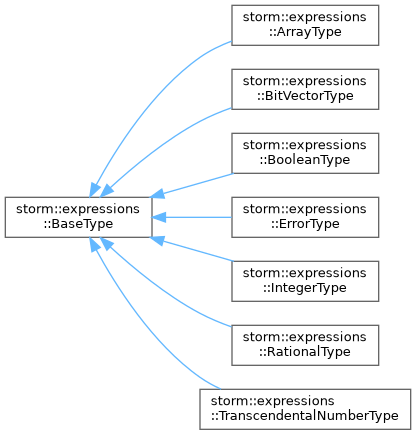 storm::expressions
::ArrayType
storm::expressions
::BitVectorType
storm::expressions
::BooleanType
storm::expressions
::BaseType
storm::expressions
::ErrorType
storm::expressions
::IntegerType
storm::expressions
::RationalType
storm::expressions
::TranscendentalNumberType